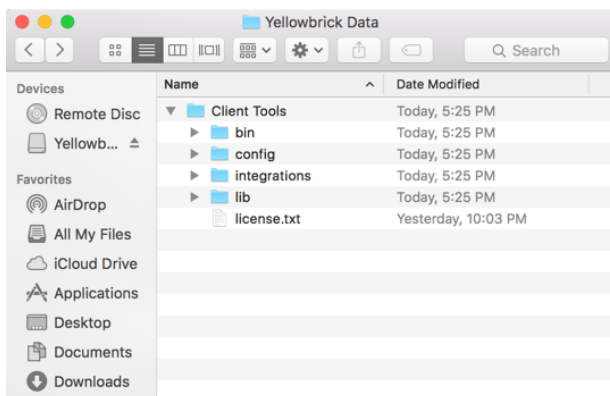 Yellowbrick Data
Search
Devices
Remote Disc
Yellowb...
Favorites
AirDrop
All My Files
iCloud Drive
Applications
Desktop
Documents
Downloads
Name Date Modified
Client Tools Today, 5:25 PM
bin Today, 5:25 PM
config Today, 5:25 PM
integrations Today, 5:25 PM
lib Today, 5:25 PM
license.txt Yesterday, 10:03 PM